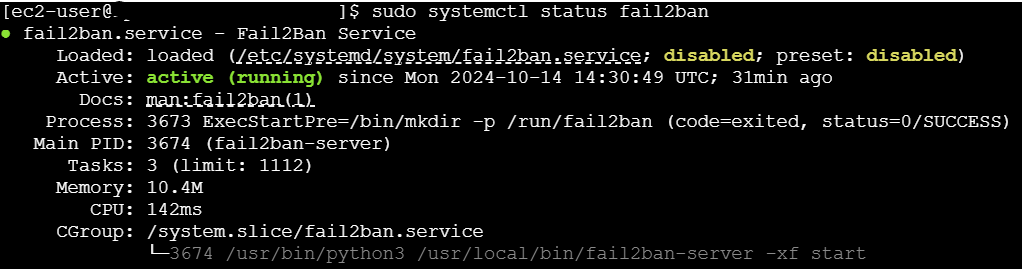 [ec2-user@ ]$ sudo systemctl status fail2ban
● fail2ban.service - Fail2Ban Service
Loaded: loaded (/etc/systemd/system/fail2ban.service; disabled; preset: disabled)
Active: active (running) since Mon 2024-10-14 14:30:49 UTC; 31min ago
Docs: man:fail2ban(1)
Process: 3673 ExecStartPre=/bin/mkdir -p /run/fail2ban (code=exited, status=0/SUCCESS)
Main PID: 3674 (fail2ban-server)
Tasks: 3 (limit: 1112)
Memory: 10.4M
CPU: 142ms
CGroup: /system.slice/fail2ban.service
└─3674 /usr/bin/python3 /usr/local/bin/fail2ban-server -xf start